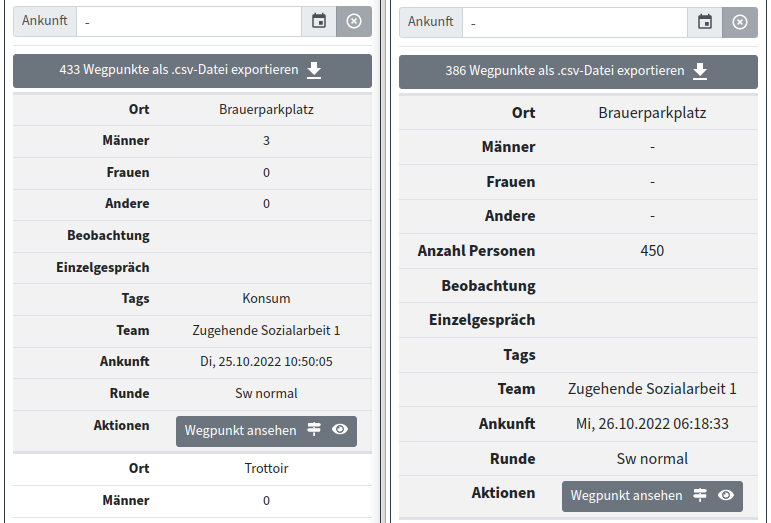 Ankunft -
433 Wegpunkte als .csv-Datei exportieren
Ort Brauerparkplatz
Männer 3
Frauen 0
Andere 0
Beobachtung
Einzelgespräch
Tags Konsum
Team Zugehende Sozialarbeit 1
Ankunft Di, 25.10.2022 10:50:05
Runde Sw normal
Aktionen Wegpunkt ansehen
Ort Trottoir
Männer 0
Ankunft -
386 Wegpunkte als .csv-Datei exportieren
Ort Brauerparkplatz
Männer -
Frauen -
Andere -
Anzahl Personen 450
Beobachtung
Einzelgespräch
Tags
Team Zugehende Sozialarbeit 1
Ankunft Mi, 26.10.2022 06:18:33
Runde Sw normal
Aktionen Wegpunkt ansehen